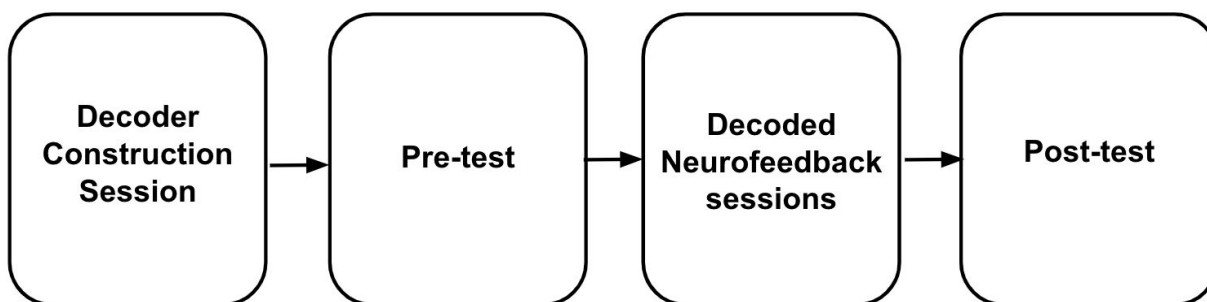 Decoder
Construction
Session
Pre-test
Decoded
Neurofeedback
sessions
Post-test